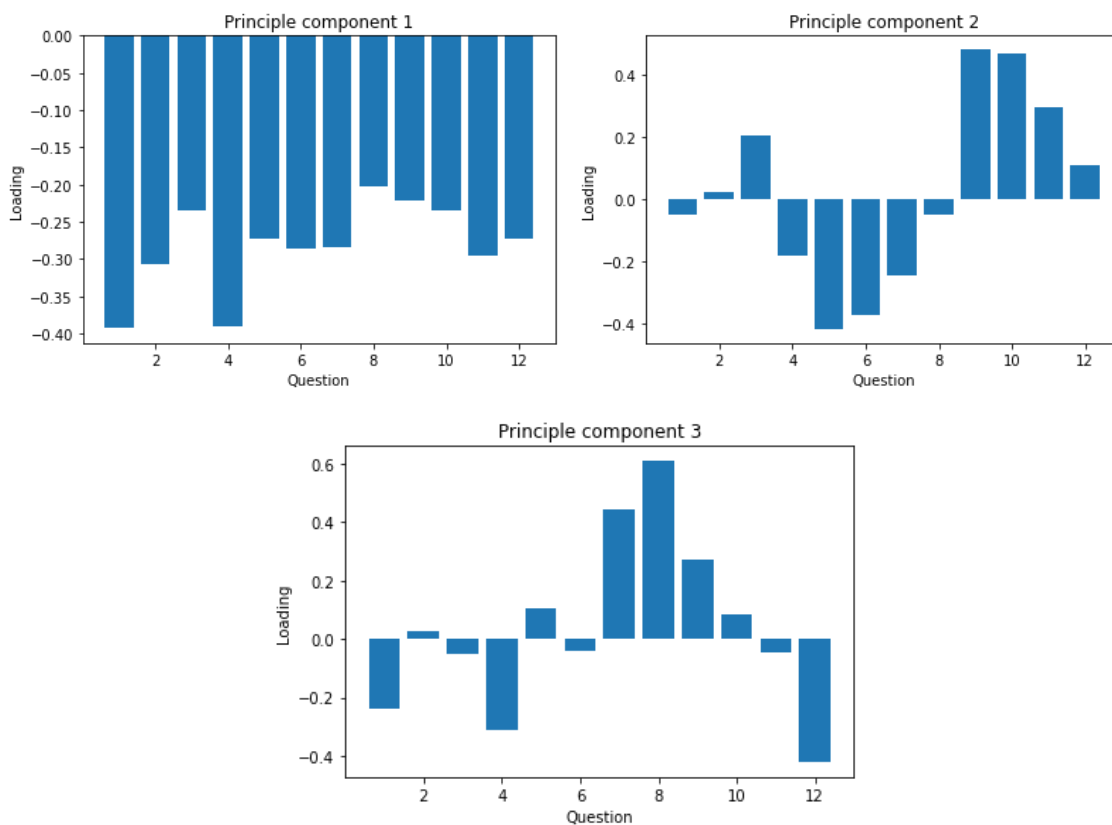 Principle component 1
0.00
−0.05
−0.10
−0.15
−0.20
−0.25
−0.30
−0.35
−0.40
Loading
2 4 6 8 10 12
Question
Principle component 2
0.4
0.2
0.0
−0.2
−0.4
Loading
2 4 6 8 10 12
Question
Principle component 3
0.6
0.4
0.2
0.0
−0.2
−0.4
Loading
2 4 6 8 10 12
Question